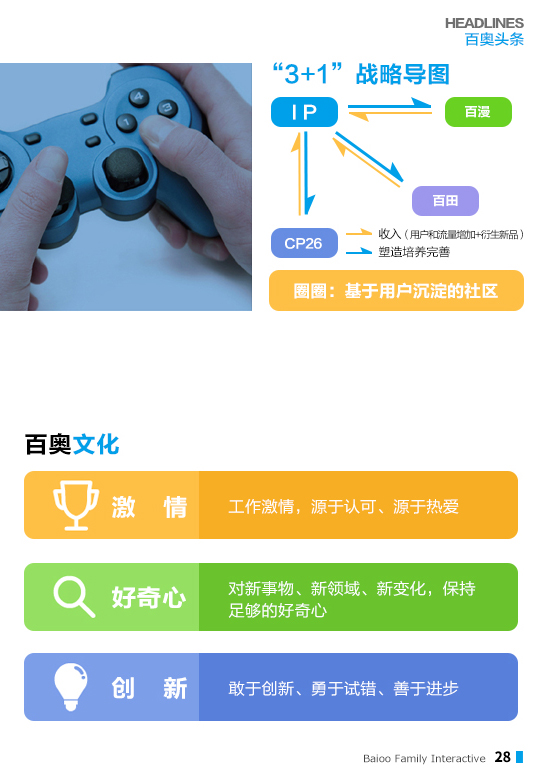 HEADLINES
百奥头条
“3+1”战略导图
IP
百漫
百田
CP26
收入（用户和流量增加+衍生新品）
塑造培养完善
圈圈：基于用户沉淀的社区
4
3
1
百奥文化
激 情
工作激情，源于认可、源于热爱
好奇心
对新事物、新领域、新变化，保持
足够的好奇心
创 新
敢于创新、勇于试错、善于进步
Baioo Family Interactive 28